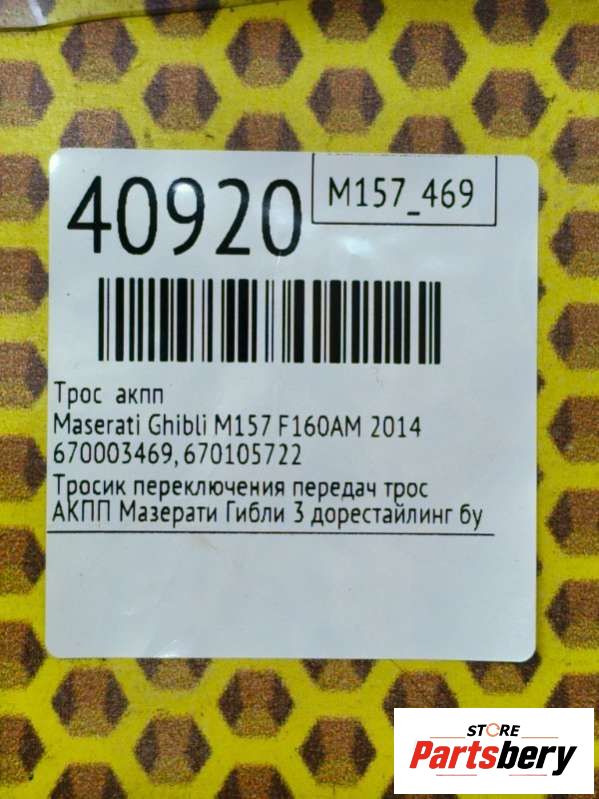 40920
M157_469
Трос акпп
Maserati Ghibli M157 F160AM 2014
670003469, 670105722
Тросик переключения передач трос
АКПП Мазерати Гибли 3 дорестайлинг бу
STORE
Partsbery